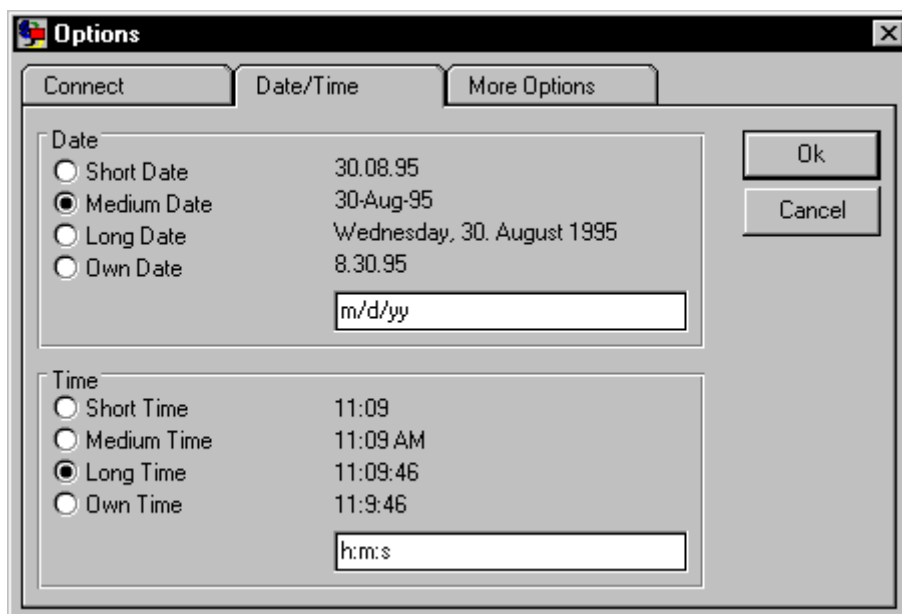 Options
Connect Date/Time More Options
Date
Short Date 30.08.95
Medium Date 30-Aug-95
Long Date Wednesday, 30. August 1995
Own Date 8.30.95
m/d/yy
Ok
Cancel
Time
Short Time 11:09
Medium Time 11:09 AM
Long Time 11:09:46
Own Time 11:9:46
h:m:s